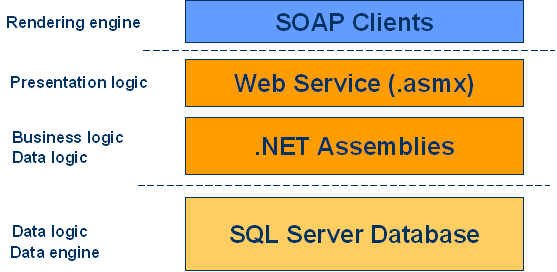 Rendering engine
SOAP Clients
Presentation logic
Web Service (.asmx)
Business logic
Data logic
.NET Assemblies
Data logic
Data engine
SQL Server Database